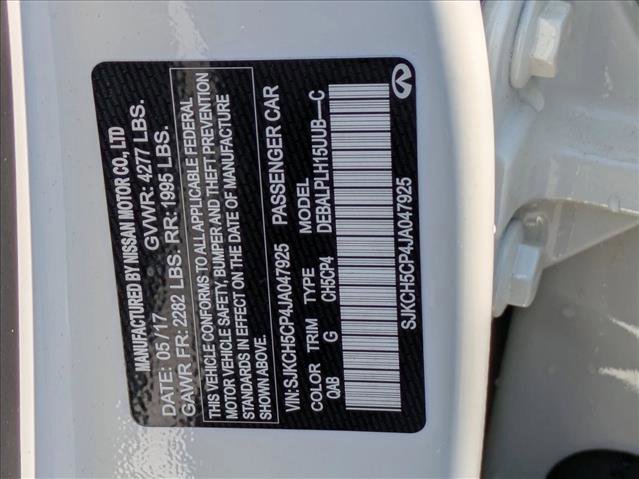 MANUFACTURED BY NISSAN MOTOR CO., LTD
DATE: 05/17 GVWR: 4277 LBS.
GAWR FR: 2282 LBS. RR: 1995 LBS.
THIS VEHICLE CONFORMS TO ALL APPLICABLE FEDERAL
MOTOR VEHICLE SAFETY, BUMPER AND THEFT PREVENTION
STANDARDS IN EFFECT ON THE DATE OF MANUFACTURE
SHOWN ABOVE.
VIN: SJKCH5CP4JA047925 PASSENGER CAR
COLOR TRIM TYPE MODEL
QAB G CH5CP4 DEBALPLH15UUB—C
SJKCH5CP4JA047925